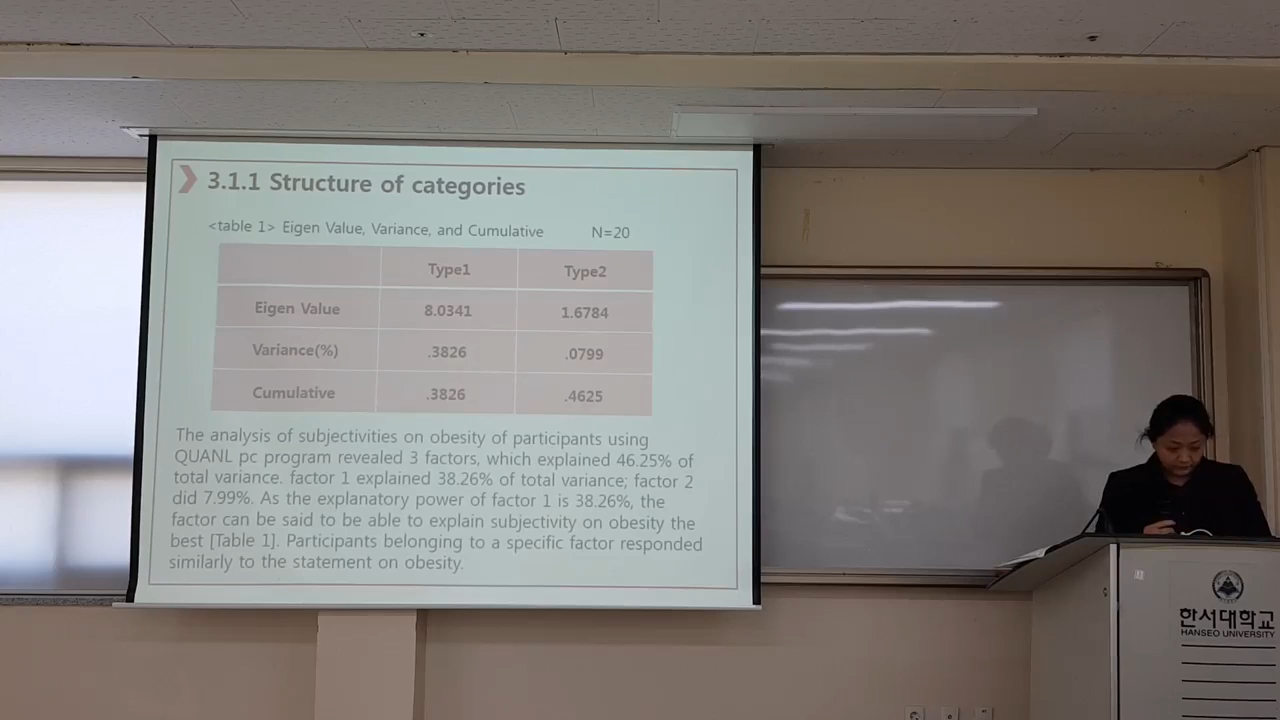 3.1.1 Structure of categories
<table 1> Eigen Value, Variance, and Cumulative N=20
Type1 Type2
Eigen Value 8.0341 1.6784
Variance(%) .3826 .0799
Cumulative .3826 .4625
The analysis of subjectivities on obesity of participants using
QUANL pc program revealed 3 factors, which explained 46.25% of
total variance. factor 1 explained 38.26% of total variance; factor 2
did 7.99%. As the explanatory power of factor 1 is 38.26%, the
factor can be said to be able to explain subjectivity on obesity the
best [Table 1]. Participants belonging to a specific factor responded
similarly to the statement on obesity.
한서대학교
HANSEO UNIVERSITY